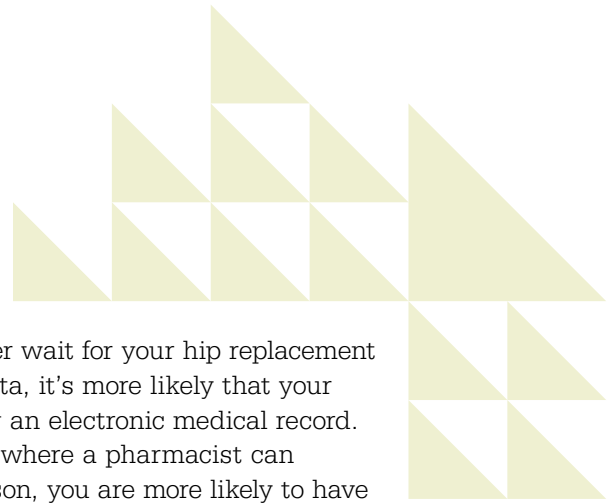 er wait for your hip replacement
ta, it’s more likely that your
an electronic medical record.
where a pharmacist can
son, you are more likely to have